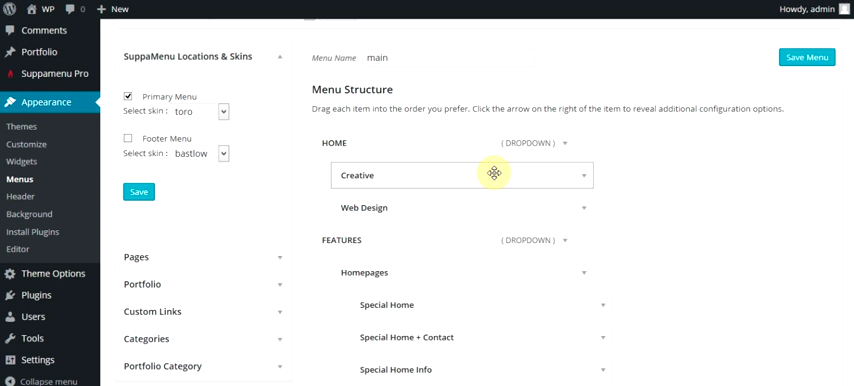 WP 0 New Howdy, admin
Comments
Portfolio
Suppamenu Pro
Appearance
Themes
Customize
Widgets
Menus
Header
Background
Install Plugins
Editor
Theme Options
Plugins
Users
Tools
Settings
Collapse menu
SuppaMenu Locations & Skins
Primary Menu
Select skin : toro
Footer Menu
Select skin : bastlow
Save
Pages
Portfolio
Custom Links
Categories
Portfolio Category
Menu Name main
Save Menu
Menu Structure
Drag each item into the order you prefer. Click the arrow on the right of the item to reveal additional configuration options.
HOME ( DROPDOWN )
Creative
Web Design
FEATURES ( DROPDOWN )
Homepages
Special Home
Special Home + Contact
Special Home Info